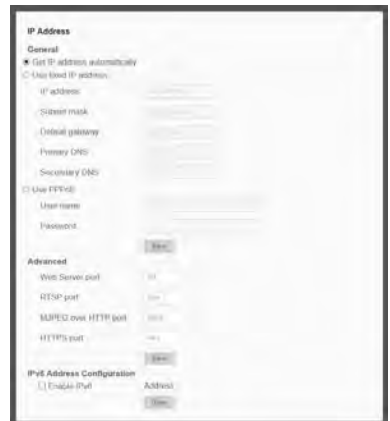 IP Address
General
Get IP address automatically
Use fixed IP address
IP address
Subnet mask
Default gateway
Primary DNS
Secondary DNS
Use PPPoE
User name
Password
Save
Advanced
Web Server port
RTSP port
MJPEG over HTTP port
HTTPS port
Save
IPv6 Address Configuration
Enable IPv6 Address
Save